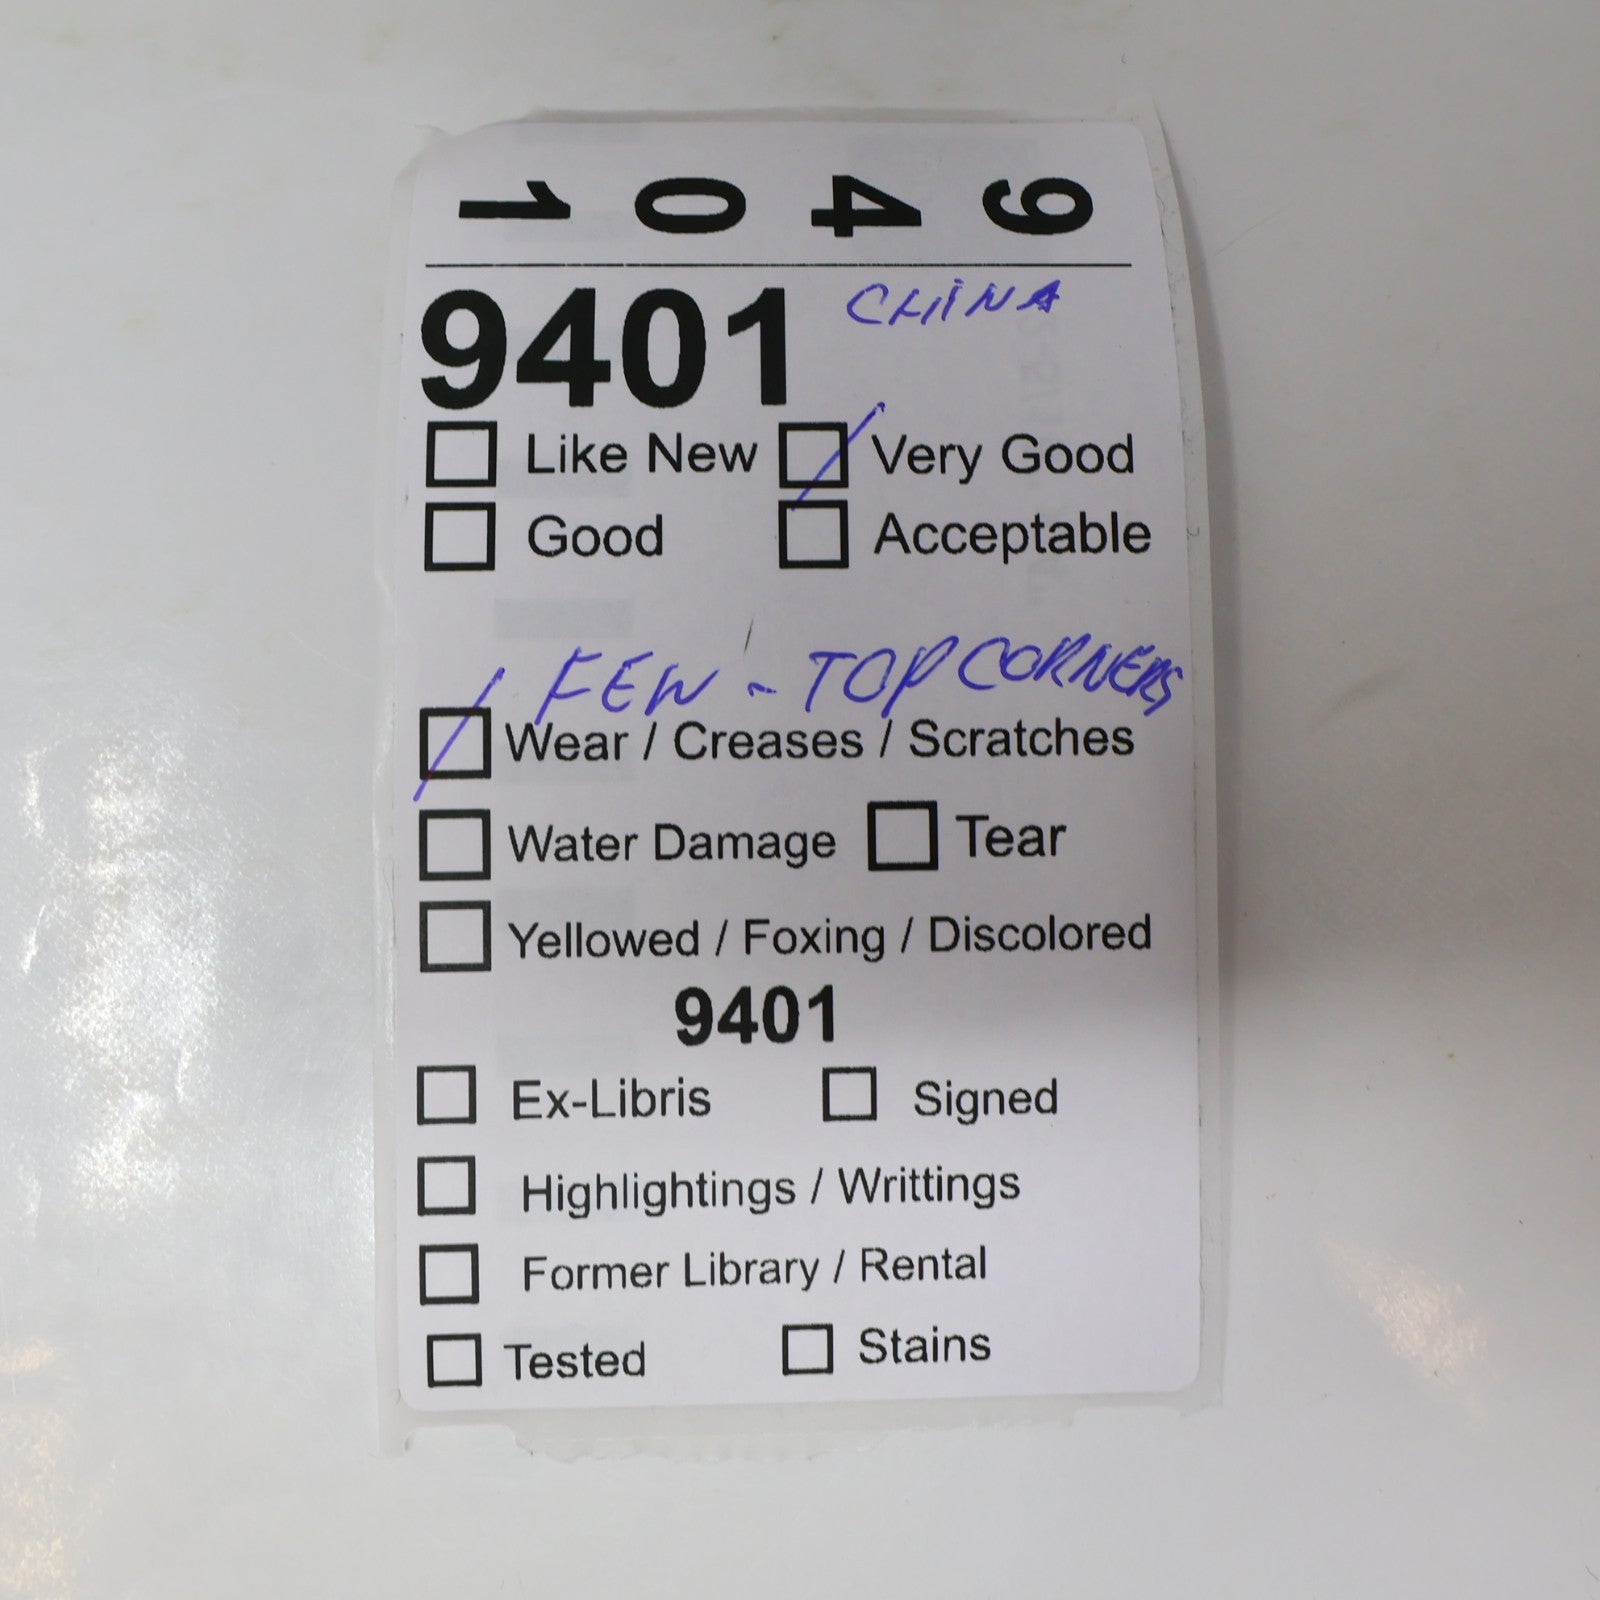 9401
9401 CHINA
Like New Very Good
Good Acceptable
FEW - TOP CORNERS
Wear / Creases / Scratches
Water Damage Tear
Yellowed / Foxing / Discolored
9401
Ex-Libris Signed
Highlightings / Writtings
Former Library / Rental
Tested Stains